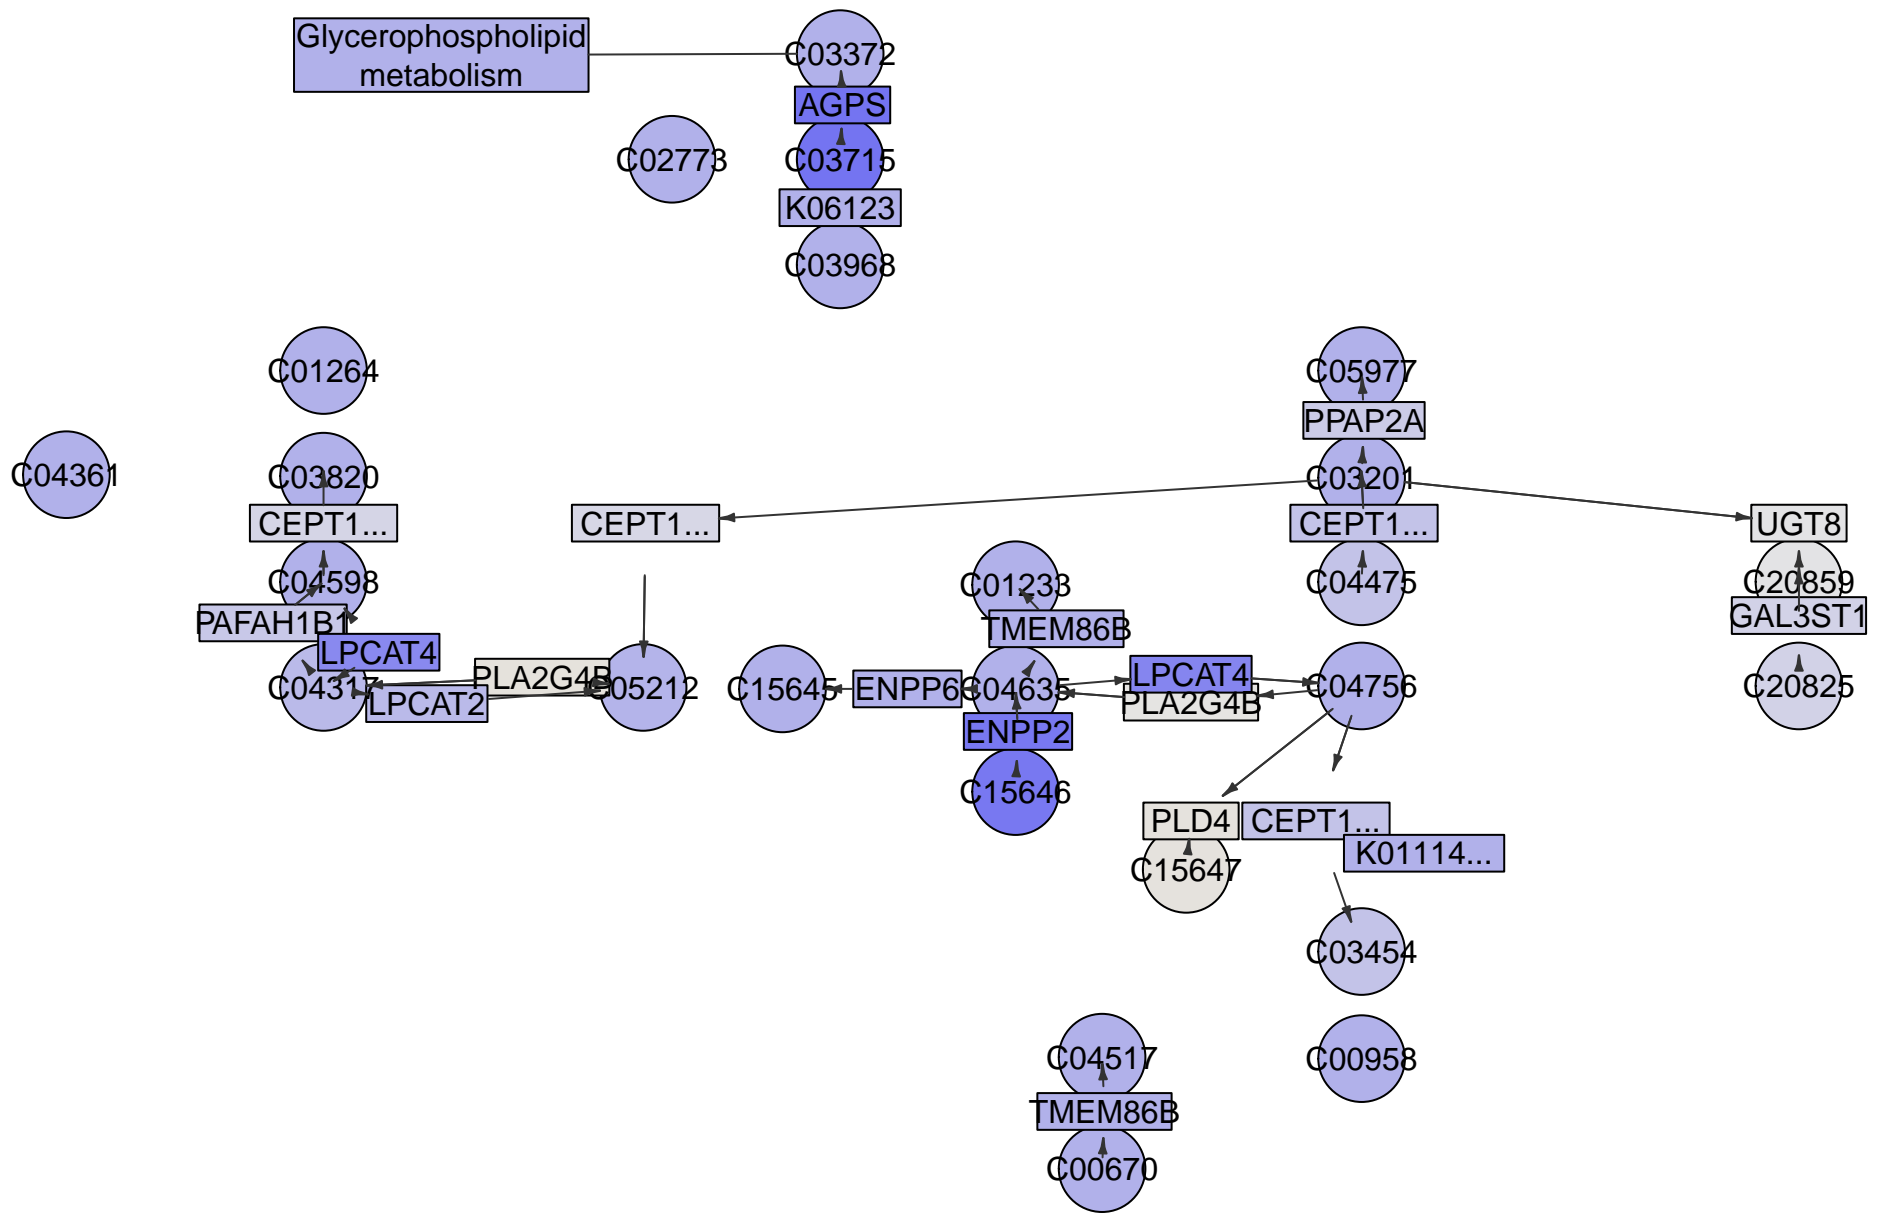 Glycerophospholipid
metabolism
C03372
AGPS
C02773
C03715
K06123
C03968
C01264
C05977
PPAP2A
C04361
C03820
C03201
CEPT1...
CEPT1...
CEPT1...
UGT8
C04598
C01233
C04475
C20859
PAFAH1B1
TMEM86B
GAL3ST1
LPCAT4
C04317
PLA2G4B
LPCAT2
C05212
C15645
ENPP6
C04635
LPCAT4
PLA2G4B
C04756
C20825
ENPP2
C15646
PLD4
CEPT1...
K01114...
C15647
C03454
C04517
C00958
TMEM86B
C00670